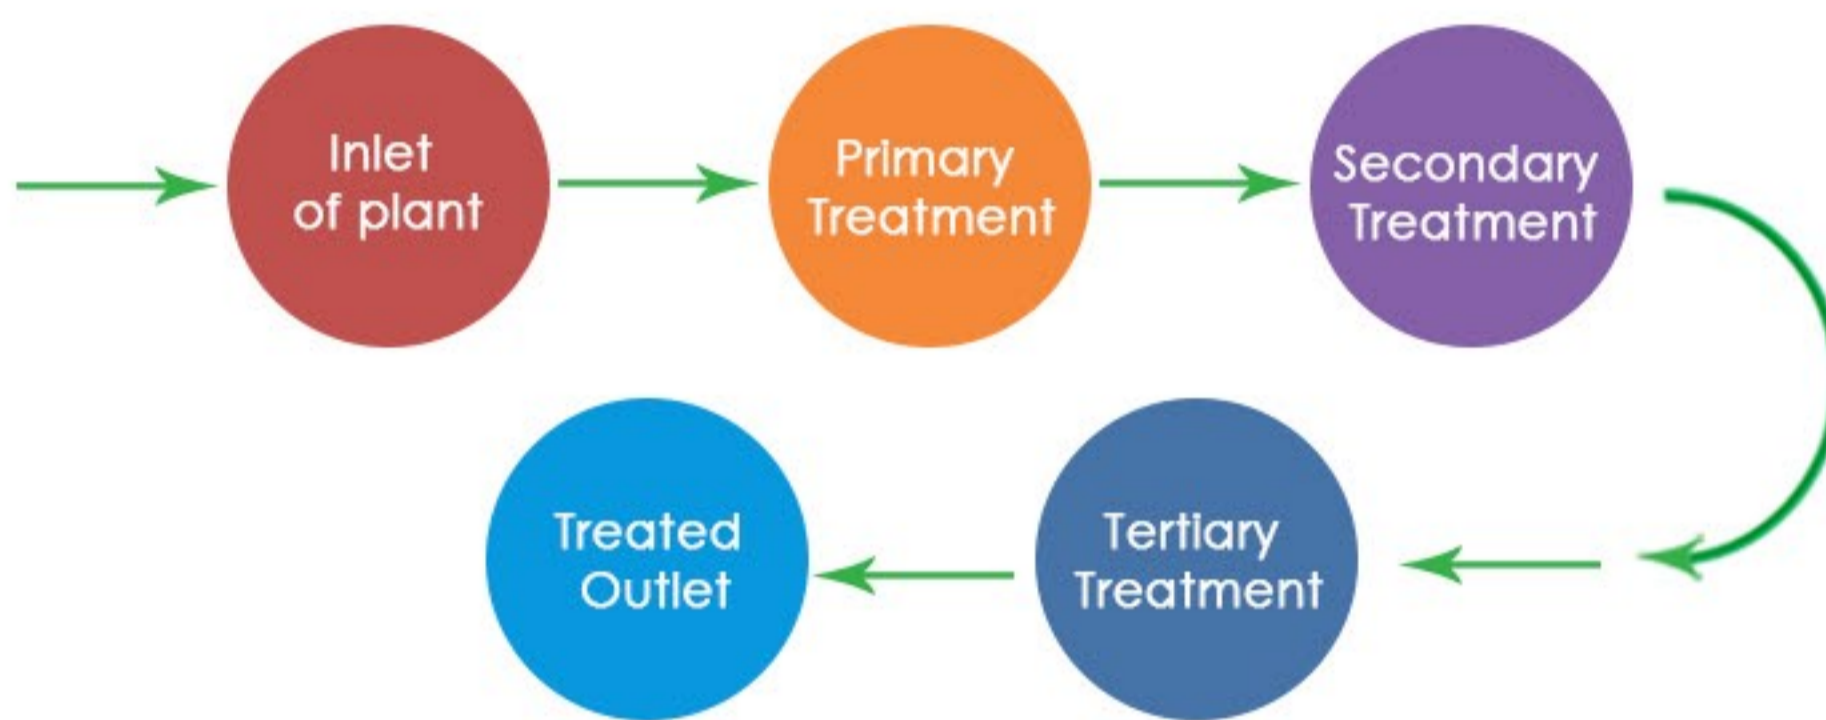 Inlet
of plant
Primary
Treatment
Secondary
Treatment
Tertiary
Treatment
Treated
Outlet